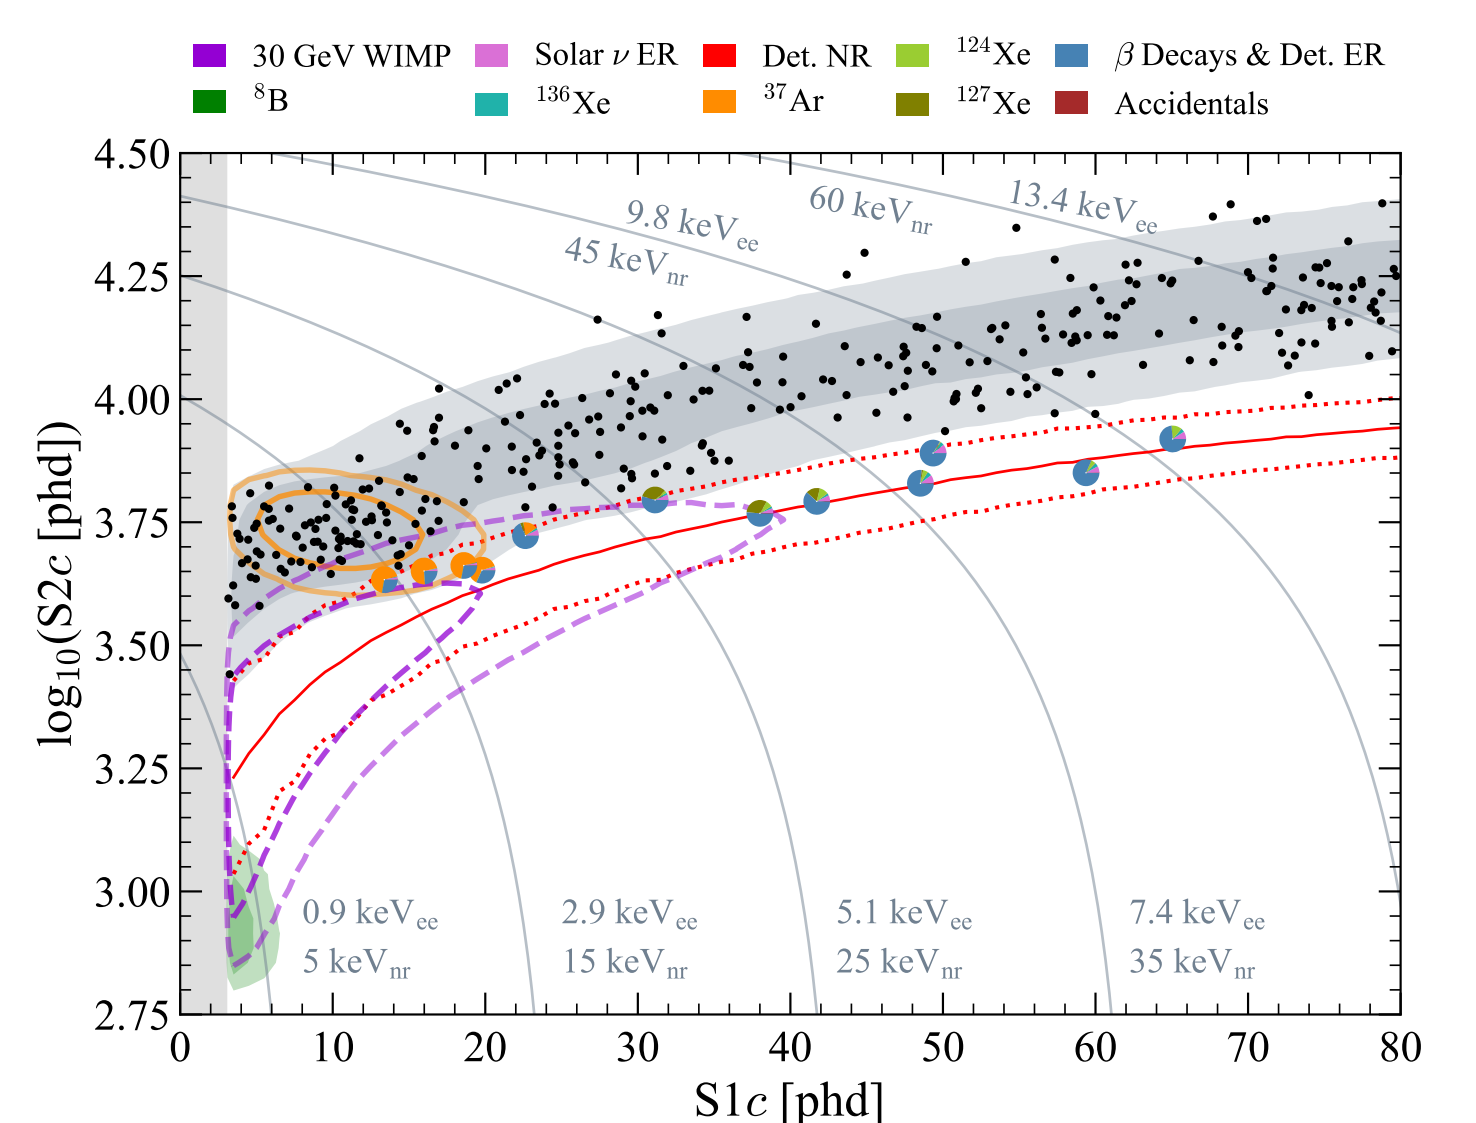 30 GeV WIMP Solar ν ER Det. NR ¹²⁴Xe β Decays & Det. ER
⁸B ¹³⁶Xe ³⁷Ar ¹²⁷Xe Accidentals
4.50
4.25
4.00
3.75
3.50
3.25
3.00
2.75
log₁₀(S2c [phd])
9.8 keVₑₑ
45 keVₙᵣ
60 keVₙᵣ
13.4 keVₑₑ
0.9 keVₑₑ
5 keVₙᵣ
2.9 keVₑₑ
15 keVₙᵣ
5.1 keVₑₑ
25 keVₙᵣ
7.4 keVₑₑ
35 keVₙᵣ
0 10 20 30 40 50 60 70 80
S1c [phd]